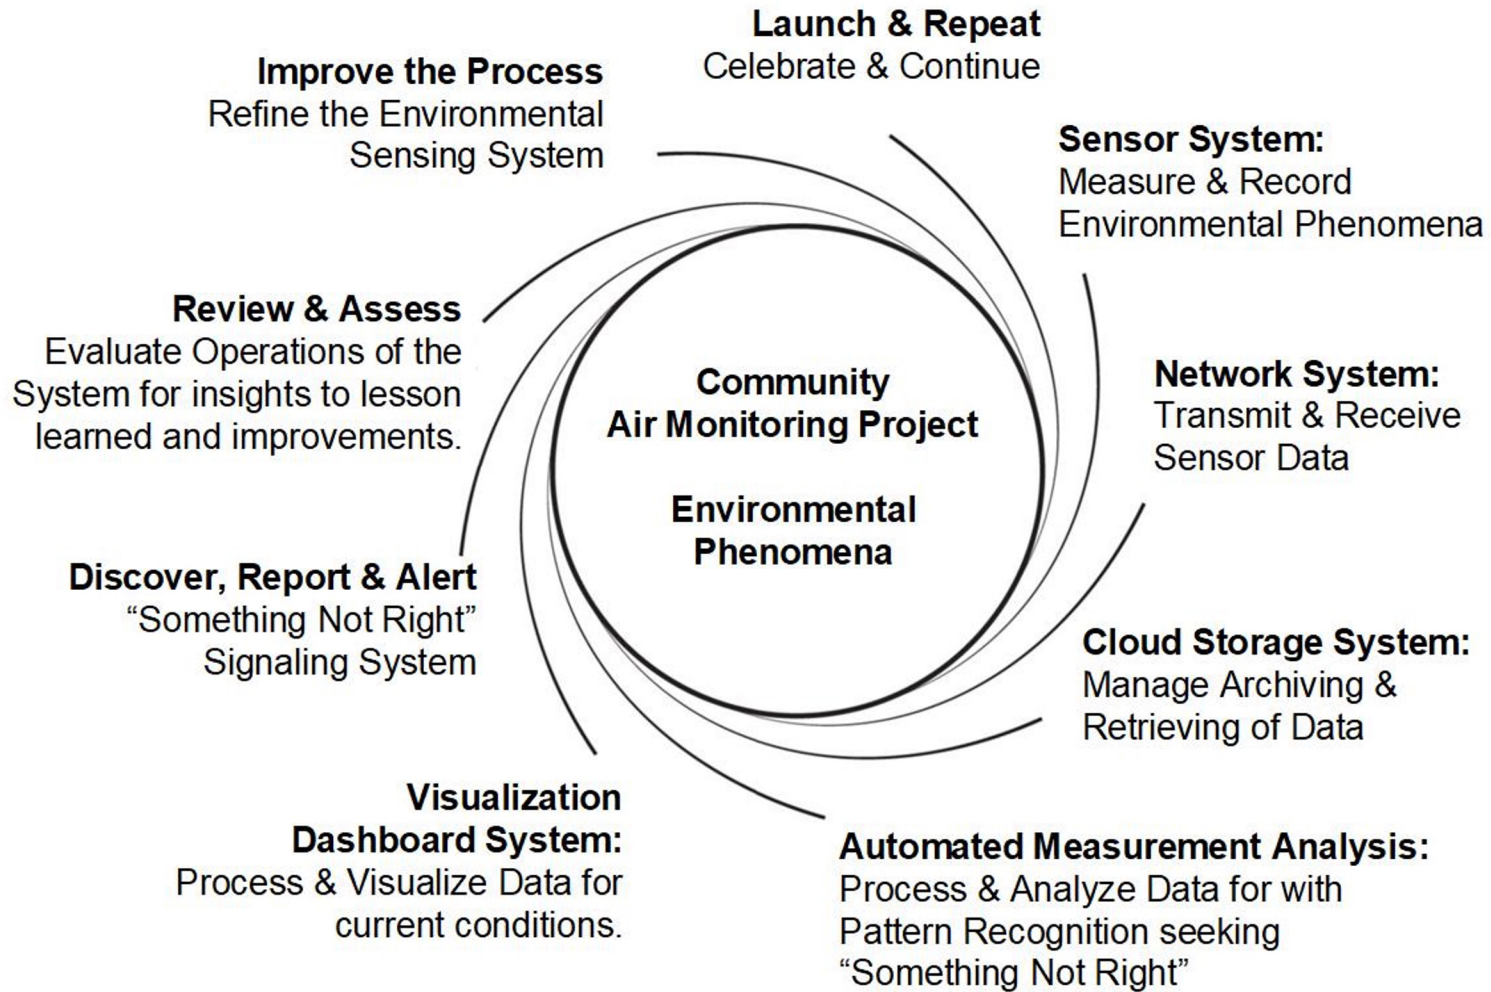 Launch & Repeat
Celebrate & Continue
Improve the Process
Refine the Environmental
Sensing System
Sensor System:
Measure & Record
Environmental Phenomena
Review & Assess
Evaluate Operations of the
System for insights to lesson
learned and improvements.
Community
Air Monitoring Project
Environmental
Phenomena
Network System:
Transmit & Receive
Sensor Data
Discover, Report & Alert
“Something Not Right”
Signaling System
Cloud Storage System:
Manage Archiving &
Retrieving of Data
Visualization
Dashboard System:
Process & Visualize Data for
current conditions.
Automated Measurement Analysis:
Process & Analyze Data for with
Pattern Recognition seeking
“Something Not Right”